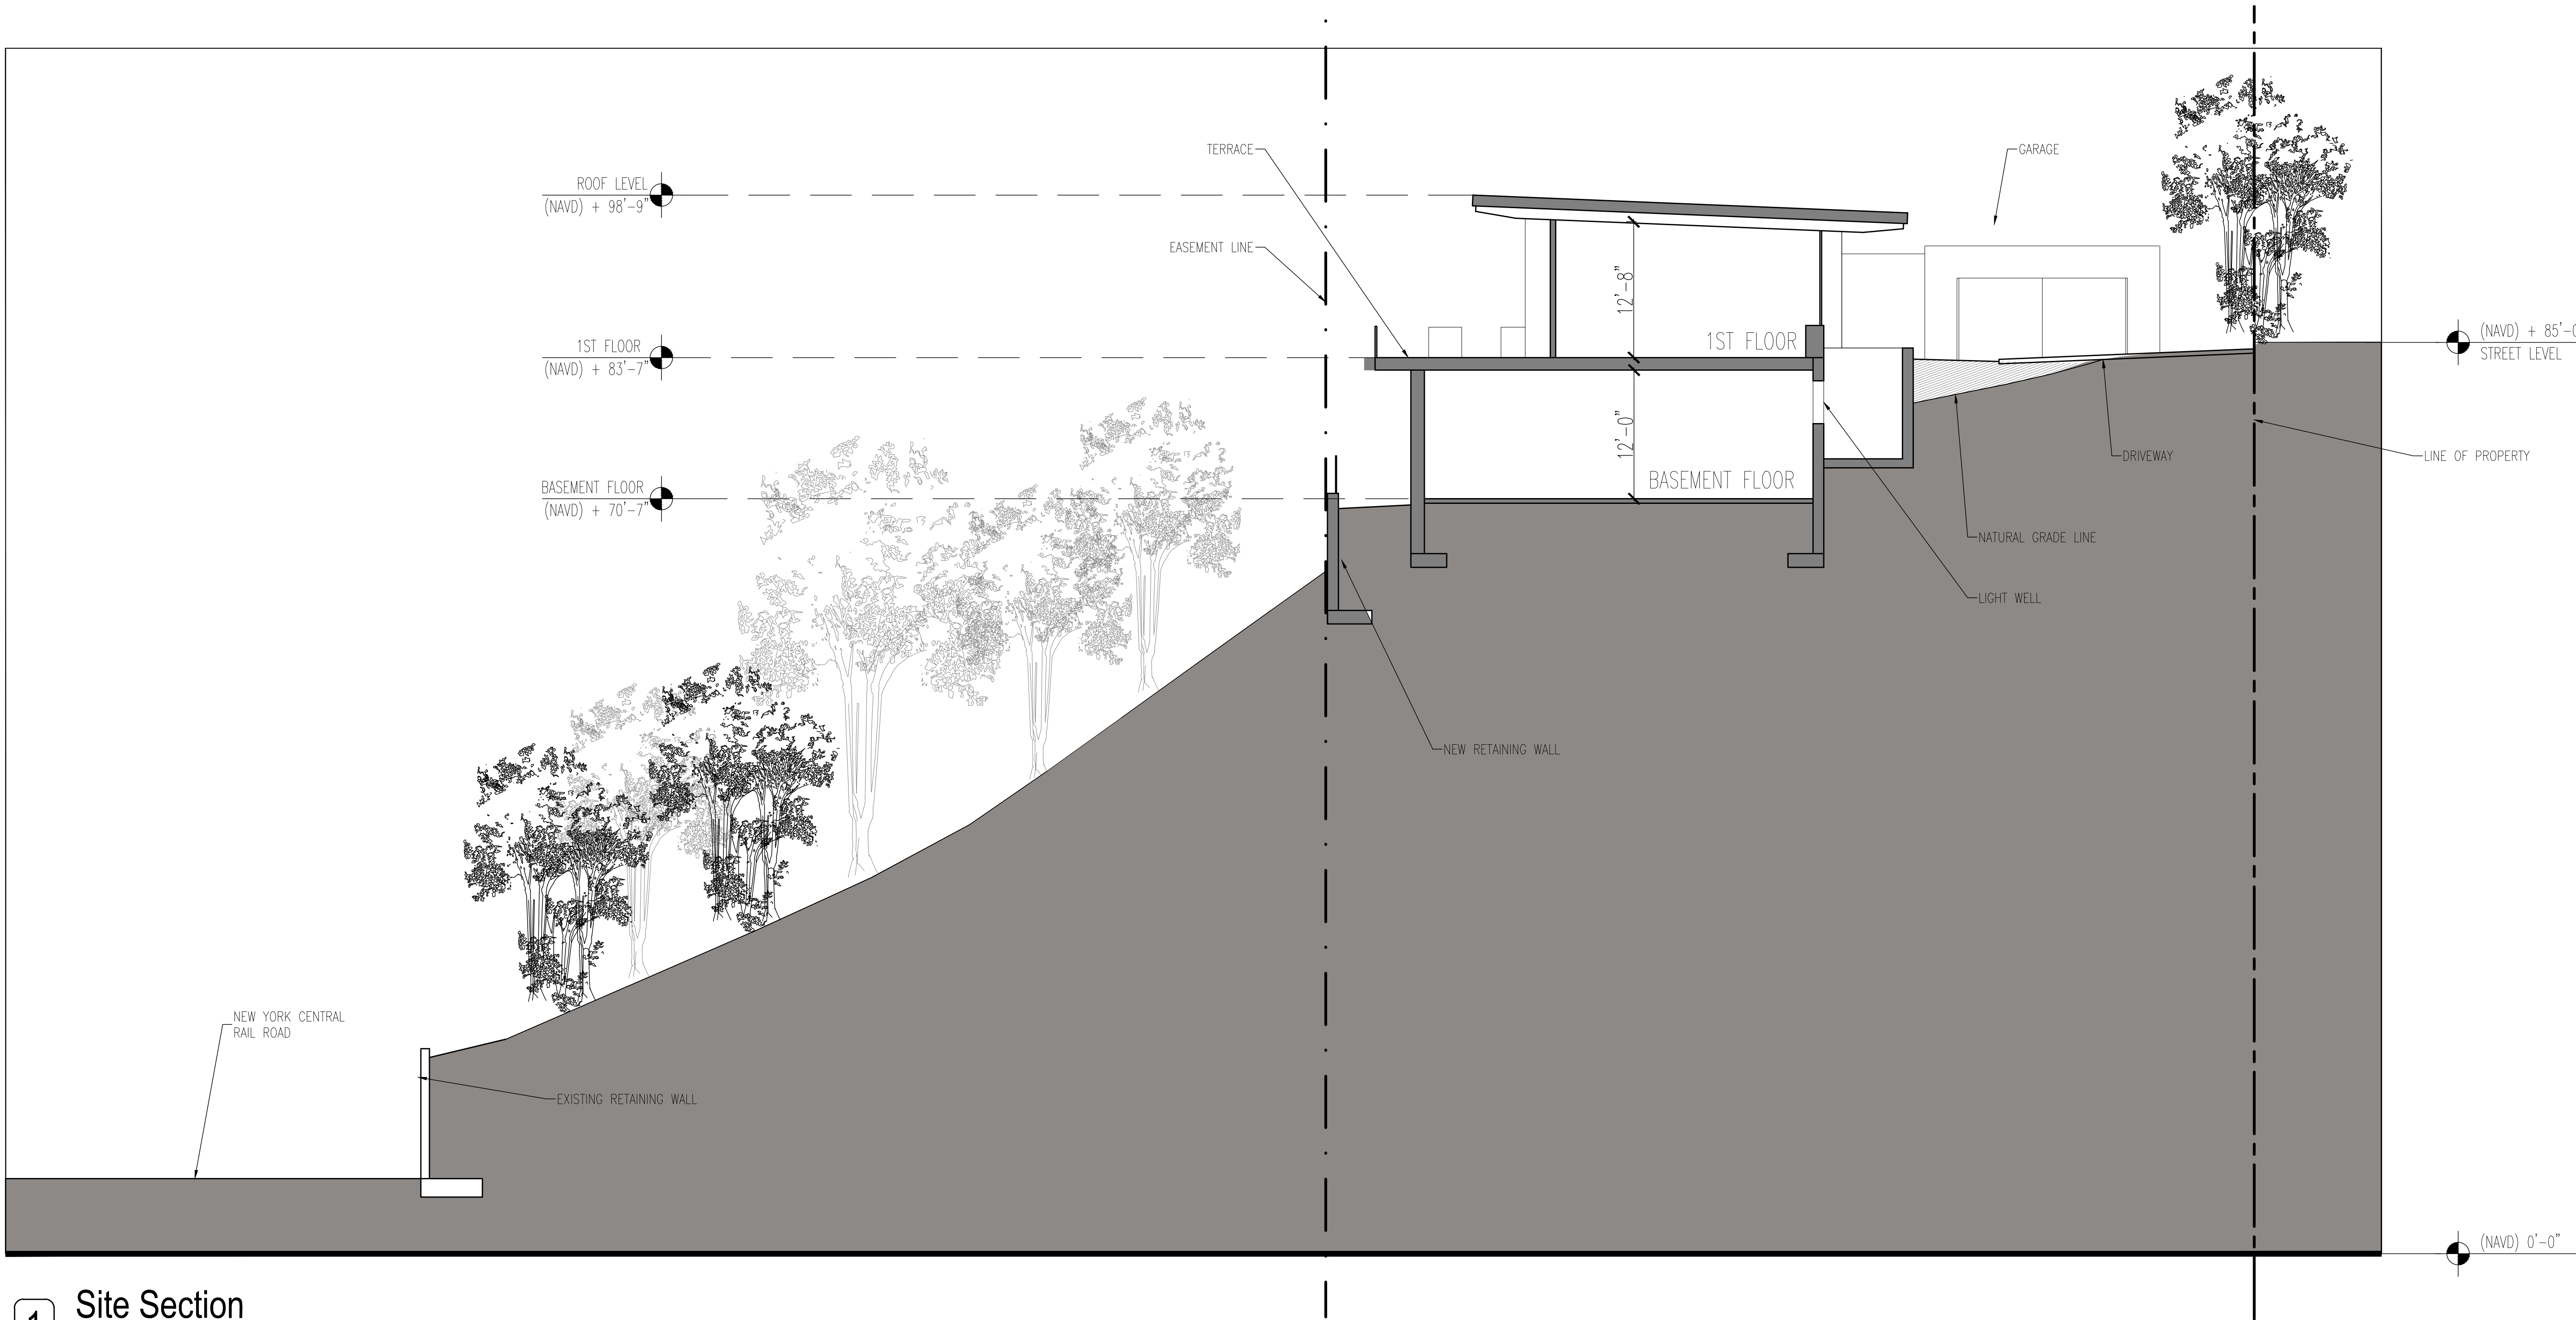 TERRACE
GARAGE
ROOF LEVEL
(NAVD) + 98'-9"
EASEMENT LINE
12'-8"
1ST FLOOR
1ST FLOOR
(NAVD) + 83'-7"
(NAVD) + 85'-0
STREET LEVEL
12'-0"
BASEMENT FLOOR
BASEMENT FLOOR
(NAVD) + 70'-7"
DRIVEWAY
LINE OF PROPERTY
NATURAL GRADE LINE
LIGHT WELL
NEW RETAINING WALL
NEW YORK CENTRAL
RAIL ROAD
EXISTING RETAINING WALL
(NAVD) 0'-0"
1 Site Section